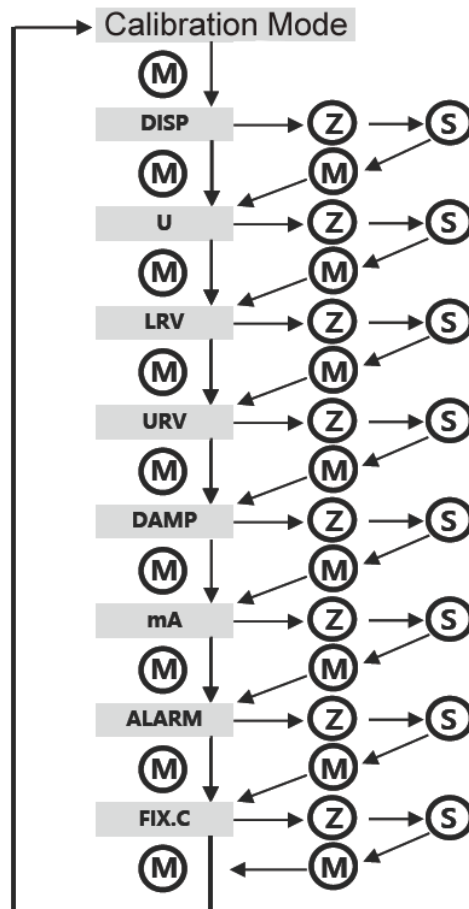 Calibration Mode
M
DISP Z S
M M
U Z S
M M
LRV Z S
M M
URV Z S
M M
DAMP Z S
M M
mA Z S
M M
ALARM Z S
M M
FIX.C Z S
M M